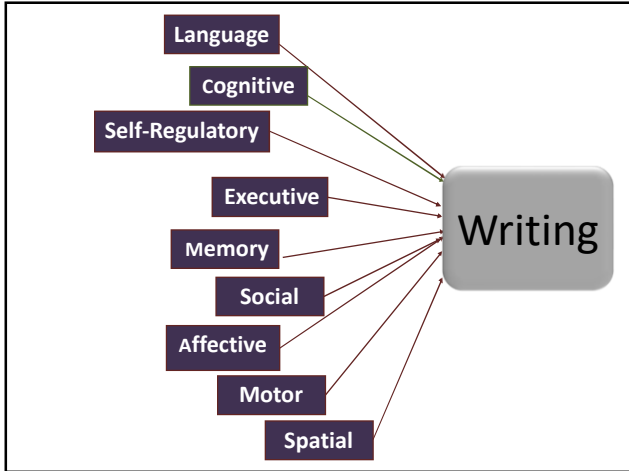 Language
Cognitive
Self-Regulatory
Executive
Writing
Memory
Social
Affective
Motor
Spatial